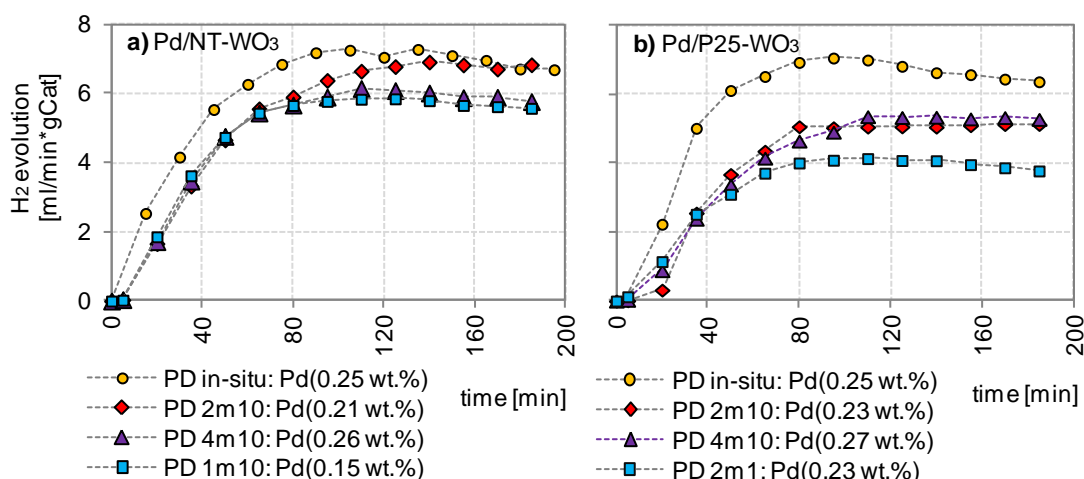 a) Pd/NT-WO3
b) Pd/P25-WO3
H2 evolution
[ml/min*gCat]
8
6
4
2
0
0 40 80 120 160 200
0 40 80 120 160 200
time [min]
time [min]
PD in-situ: Pd(0.25 wt.%)
PD 2m10: Pd(0.21 wt.%)
PD 4m10: Pd(0.26 wt.%)
PD 1m10: Pd(0.15 wt.%)
PD in-situ: Pd(0.25 wt.%)
PD 2m10: Pd(0.23 wt.%)
PD 4m10: Pd(0.27 wt.%)
PD 2m1: Pd(0.23 wt.%)